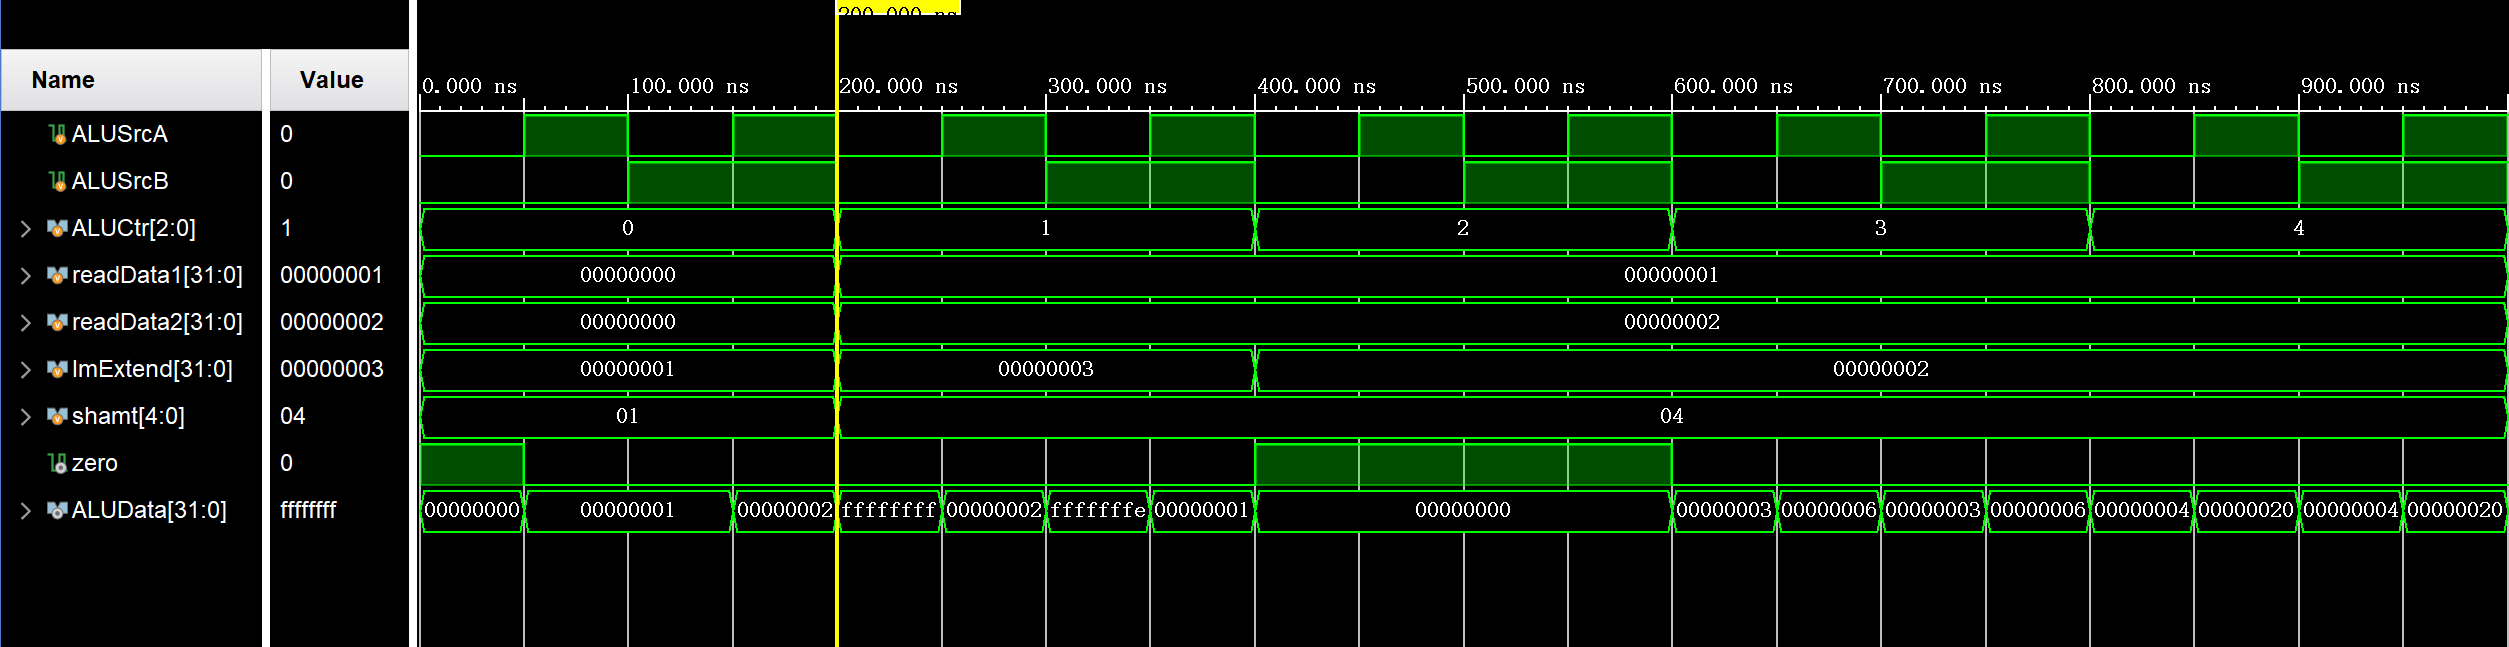 200.000 ns
Name Value
0.000 ns 100.000 ns 200.000 ns 300.000 ns 400.000 ns 500.000 ns 600.000 ns 700.000 ns 800.000 ns 900.000 ns
ALUSrcA 0
ALUSrcB 0
ALUCtr[2:0] 1 0 1 2 3 4
readData1[31:0] 00000001 00000000 00000001
readData2[31:0] 00000002 00000000 00000002
ImExtend[31:0] 00000003 00000001 00000003 00000002
shamt[4:0] 04 01 04
zero 0
ALUData[31:0] ffffffff 00000000 00000001 00000002 ffffffff 00000002 fffffffe 00000001 00000000 00000003 00000006 00000003 00000006 00000004 00000020 00000004 00000020